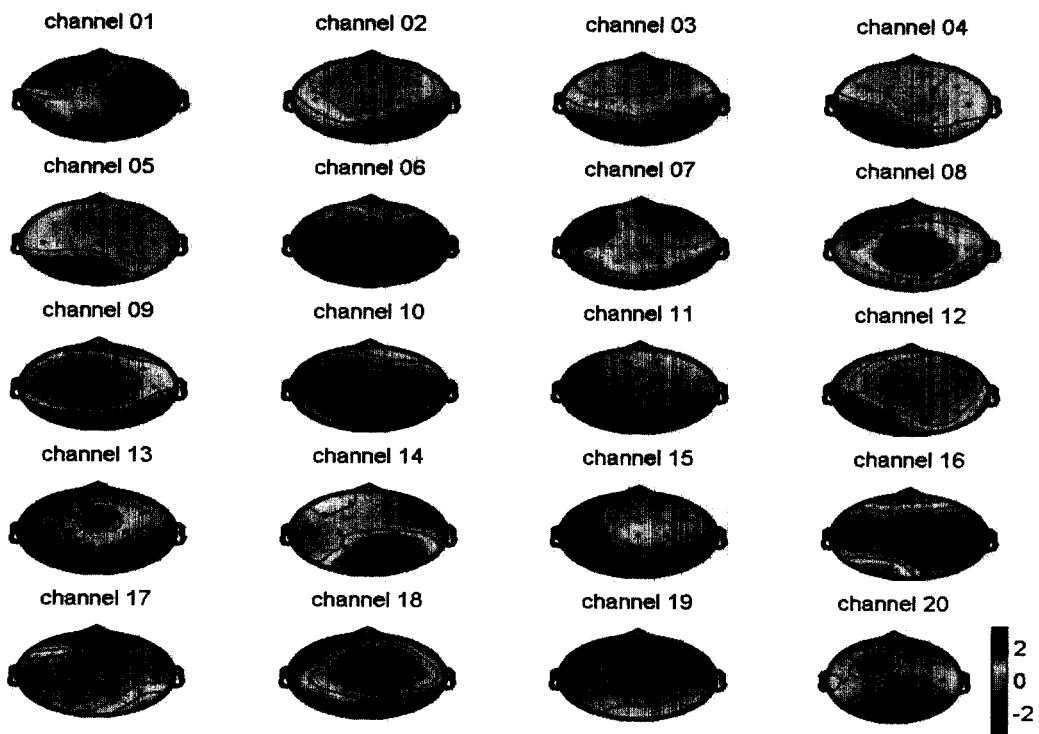 channel 01 channel 02 channel 03 channel 04
channel 05 channel 06 channel 07 channel 08
channel 09 channel 10 channel 11 channel 12
channel 13 channel 14 channel 15 channel 16
channel 17 channel 18 channel 19 channel 20
2
0
-2